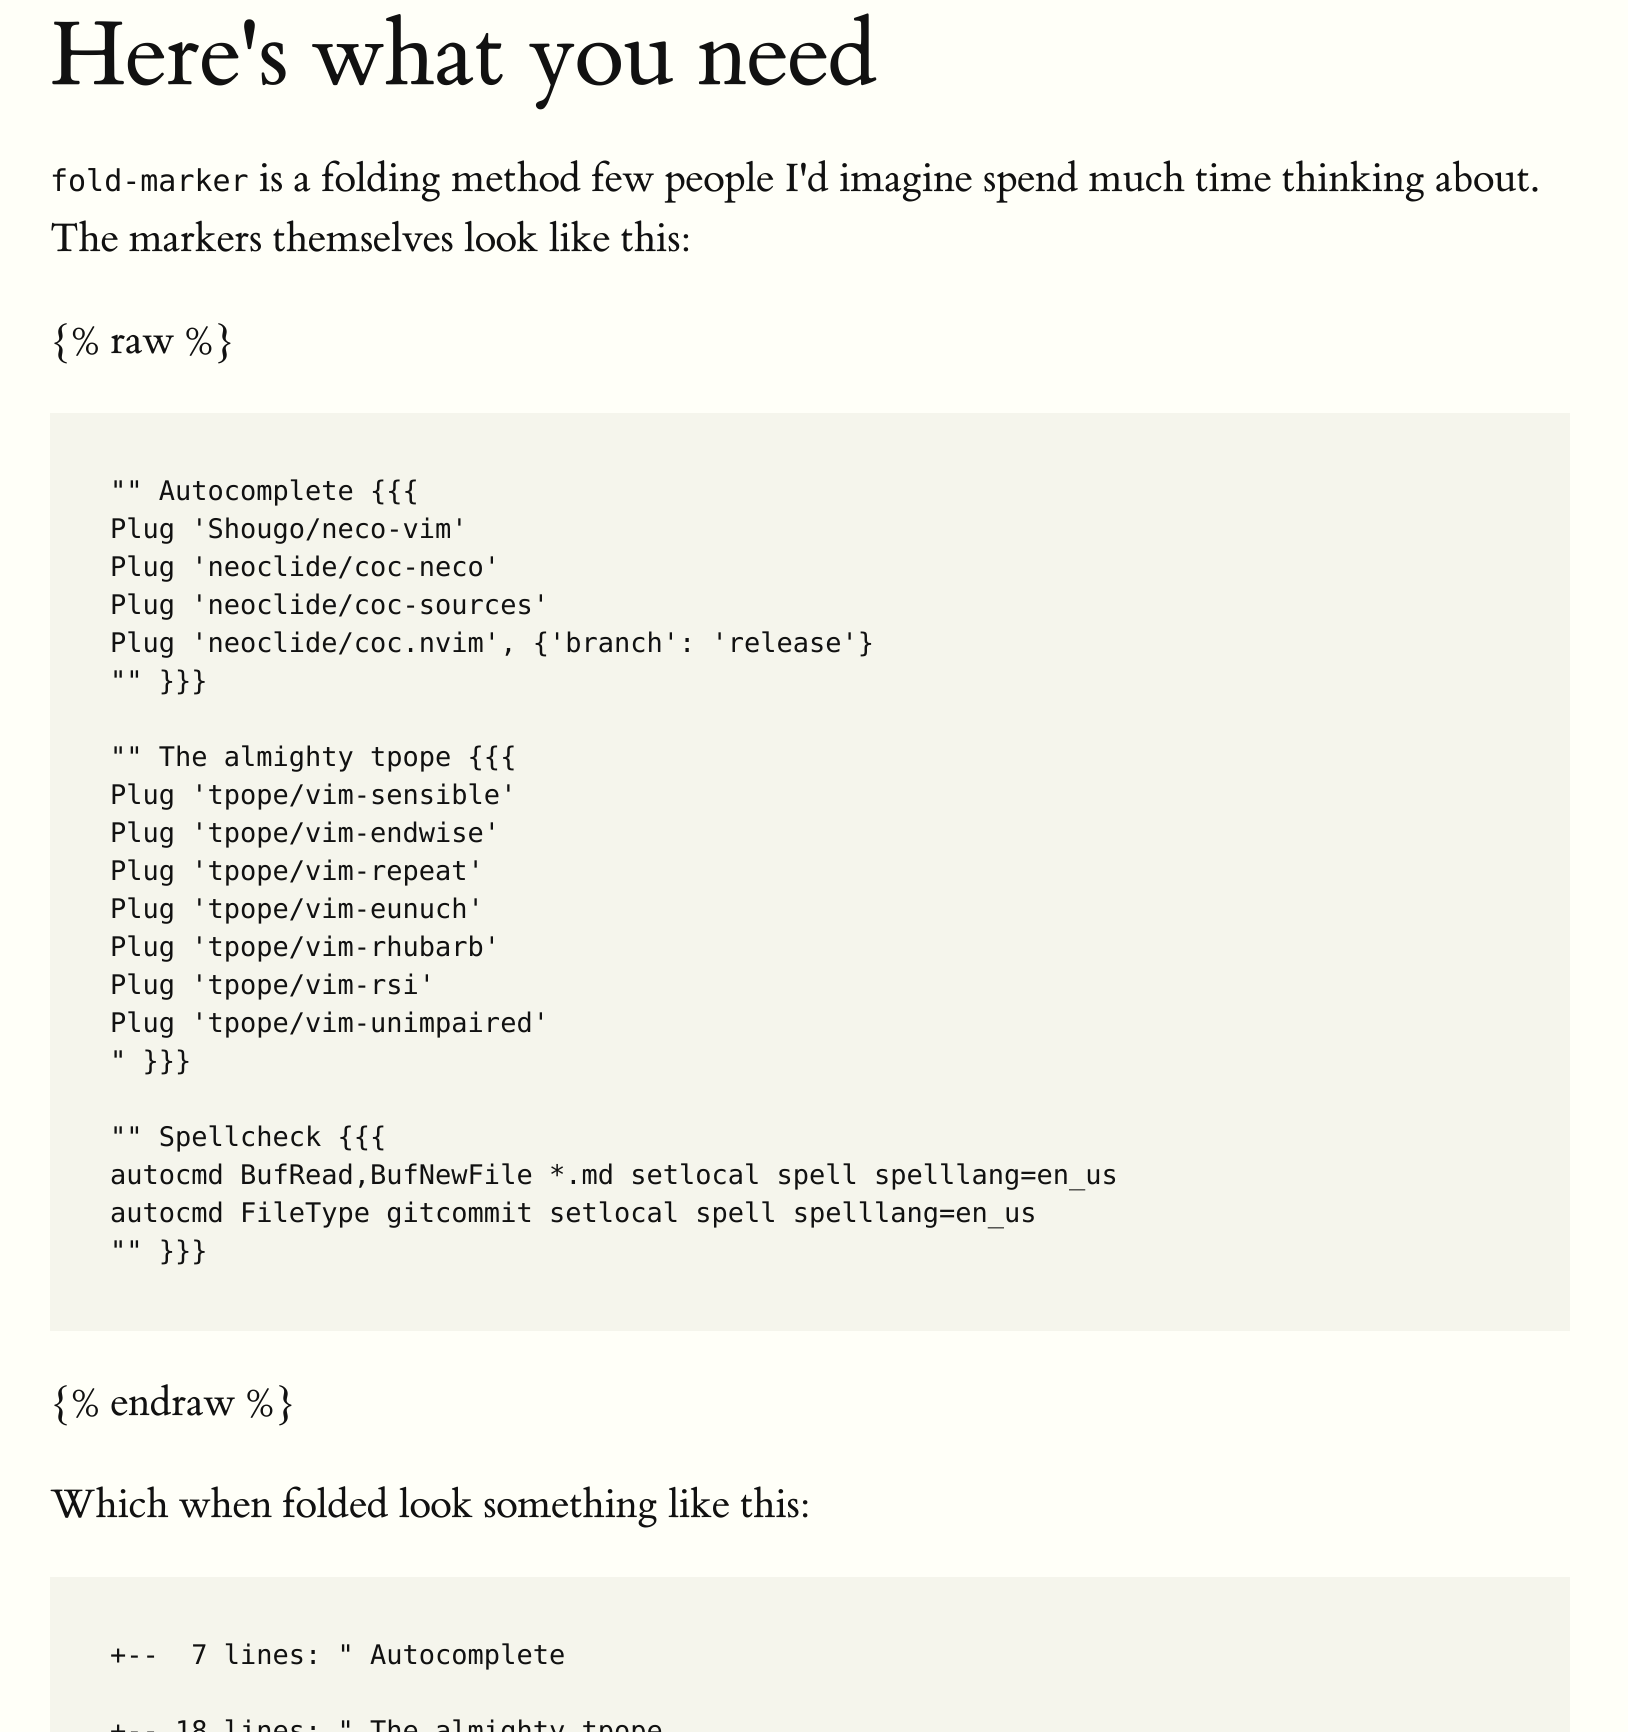 Here's what you need
fold-marker is a folding method few people I'd imagine spend much time thinking about.
The markers themselves look like this:
{% raw %}
"" Autocomplete {{{
Plug 'Shougo/neco-vim'
Plug 'neoclide/coc-neco'
Plug 'neoclide/coc-sources'
Plug 'neoclide/coc.nvim', {'branch': 'release'}
"" }}}
"" The almighty tpope {{{
Plug 'tpope/vim-sensible'
Plug 'tpope/vim-endwise'
Plug 'tpope/vim-repeat'
Plug 'tpope/vim-eunuch'
Plug 'tpope/vim-rhubarb'
Plug 'tpope/vim-rsi'
Plug 'tpope/vim-unimpaired'
" }}}
"" Spellcheck {{{
autocmd BufRead,BufNewFile *.md setlocal spell spelllang=en_us
autocmd FileType gitcommit setlocal spell spelllang=en_us
"" }}}
{% endraw %}
Which when folded look something like this:
+--  7 lines: " Autocomplete
+-- 18 lines: " The almighty tpope